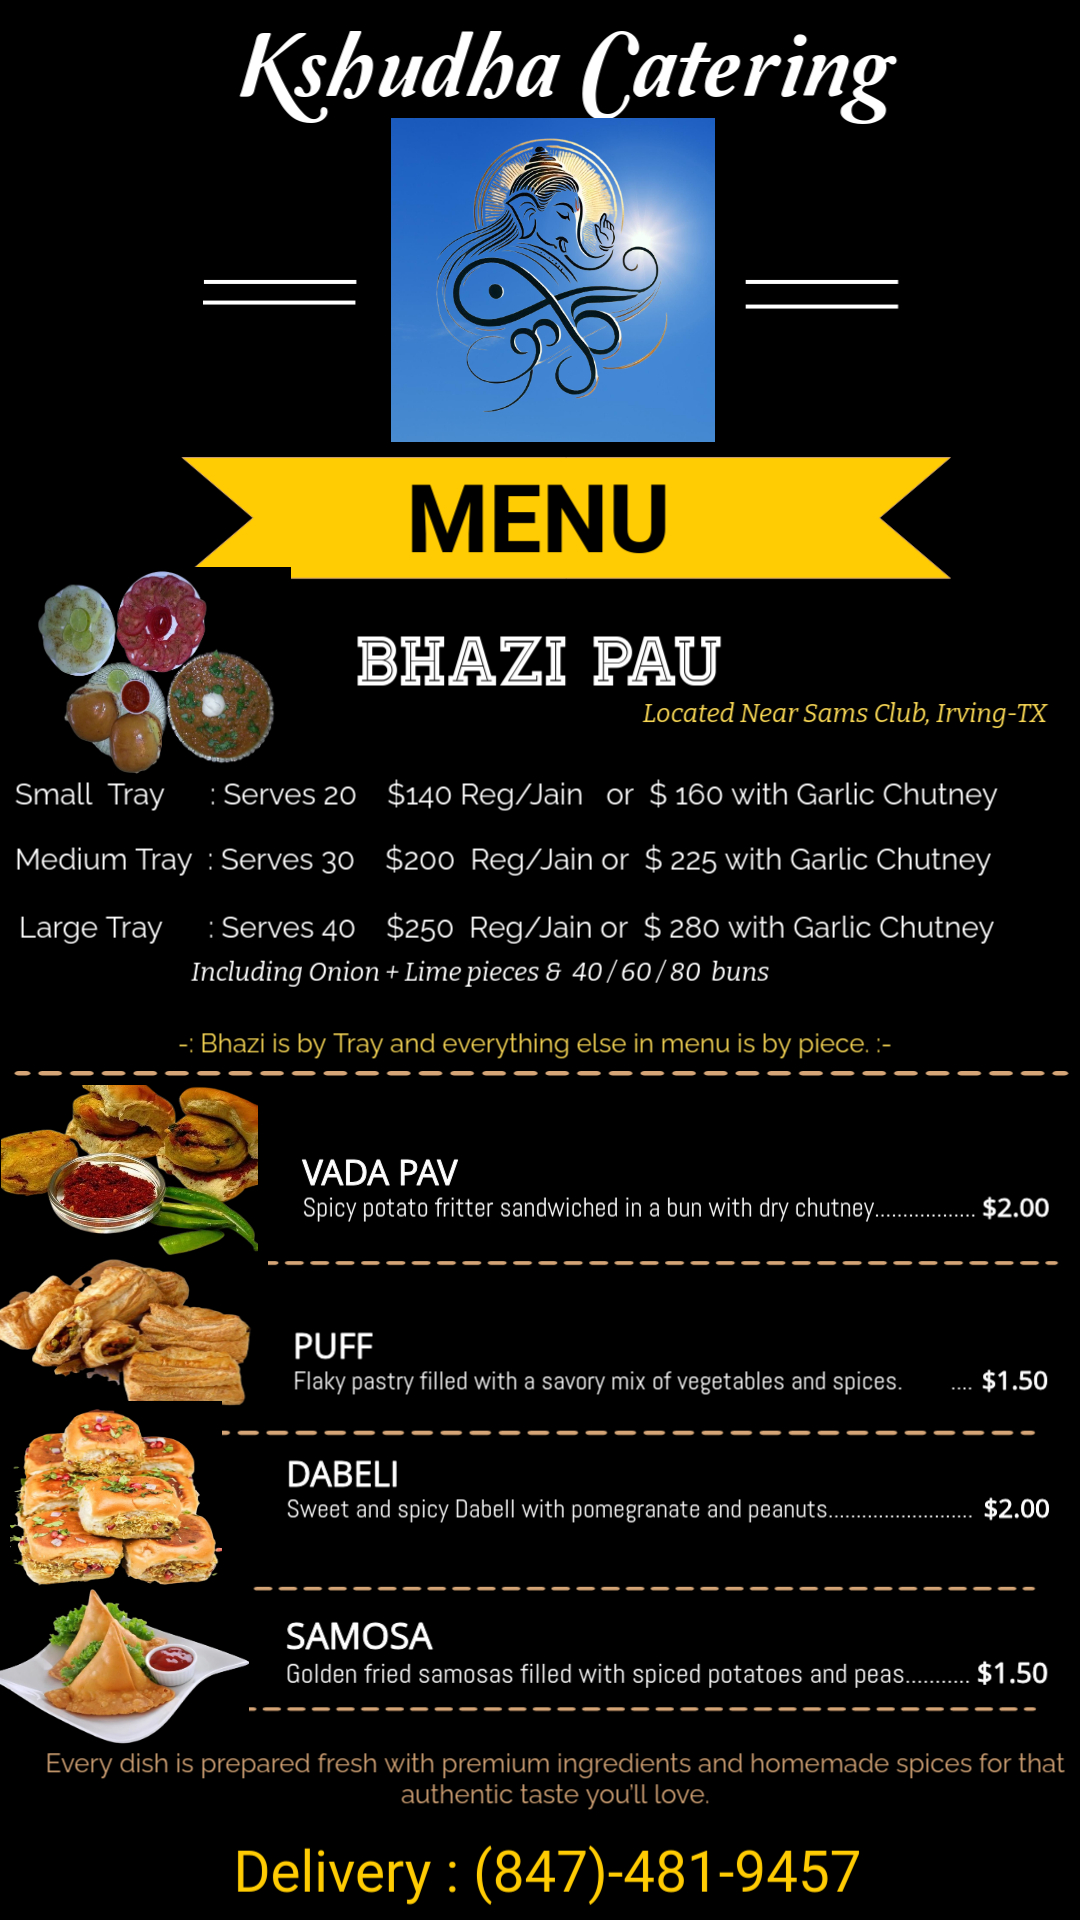 Kshudha Catering
MENU
BHAZI PAU
Located Near Sams Club, Irving-TX
Small Tray : Serves 20 $140 Reg/Jain or $ 160 with Garlic Chutney
Medium Tray : Serves 30 $200 Reg/Jain or $ 225 with Garlic Chutney
Large Tray : Serves 40 $250 Reg/Jain or $ 280 with Garlic Chutney
Including Onion + Lime pieces & 40 / 60 / 80 buns
-: Bhazi is by Tray and everything else in menu is by piece. :-
VADA PAV
Spicy potato fritter sandwiched in a bun with dry chutney.................. $2.00
PUFF
Flaky pastry filled with a savory mix of vegetables and spices. .... $1.50
DABELI
Sweet and spicy Dabell with pomegranate and peanuts.......................... $2.00
SAMOSA
Golden fried samosas filled with spiced potatoes and peas........... $1.50
Every dish is prepared fresh with premium ingredients and homemade spices for that
authentic taste you'll love.
Delivery : (847)-481-9457